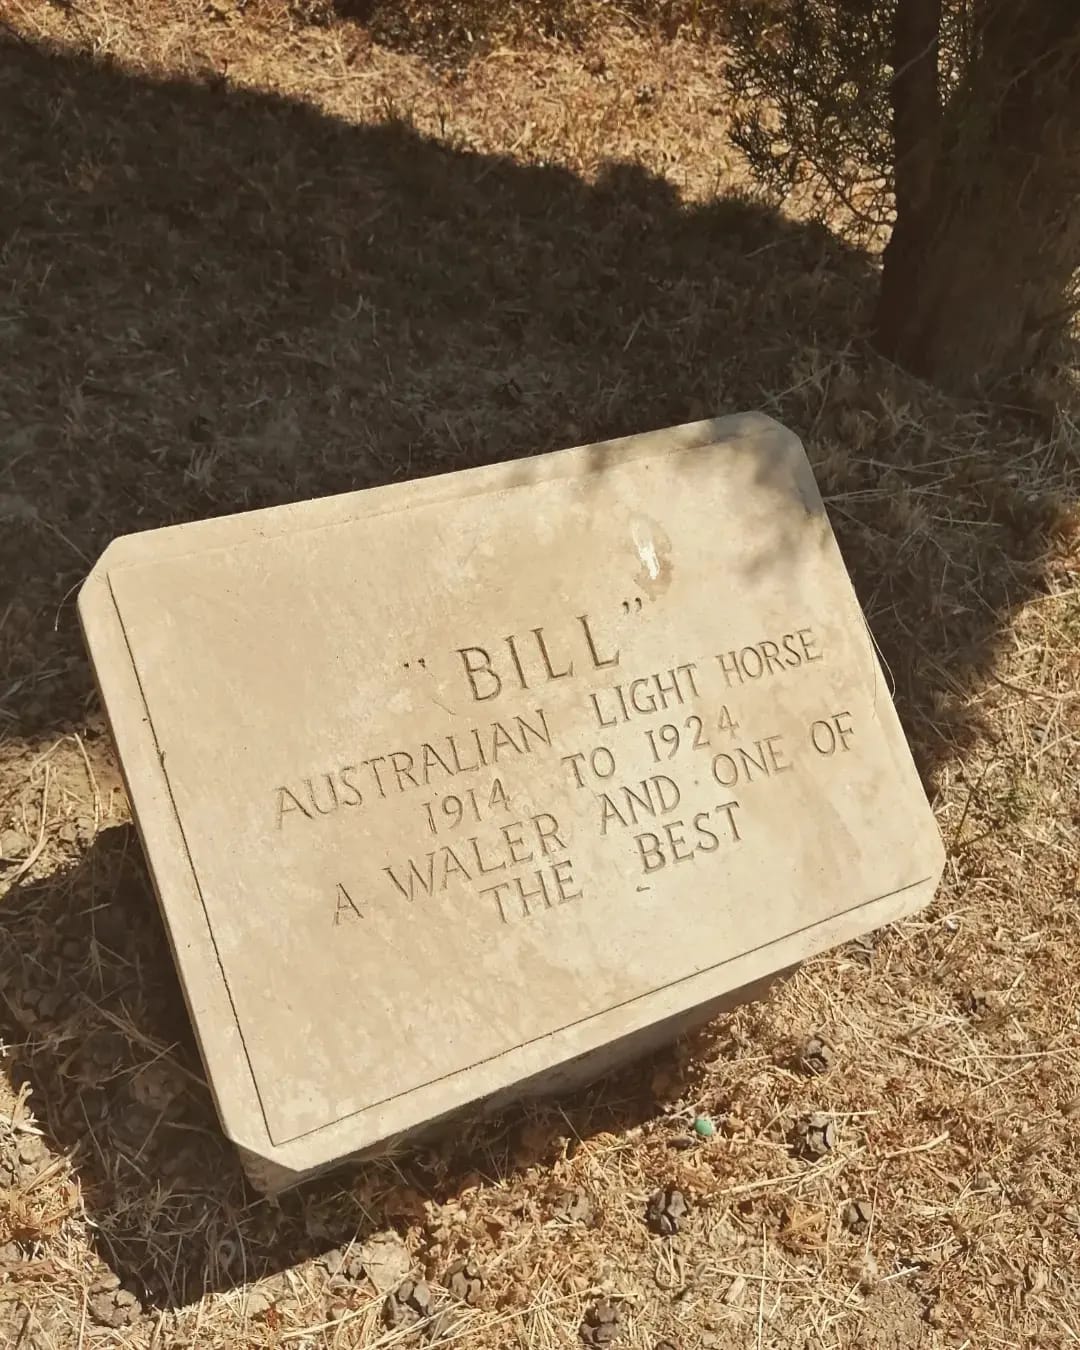 "BILL"
AUSTRALIAN LIGHT HORSE
1914 TO 1924
A WALER AND ONE OF
THE BEST